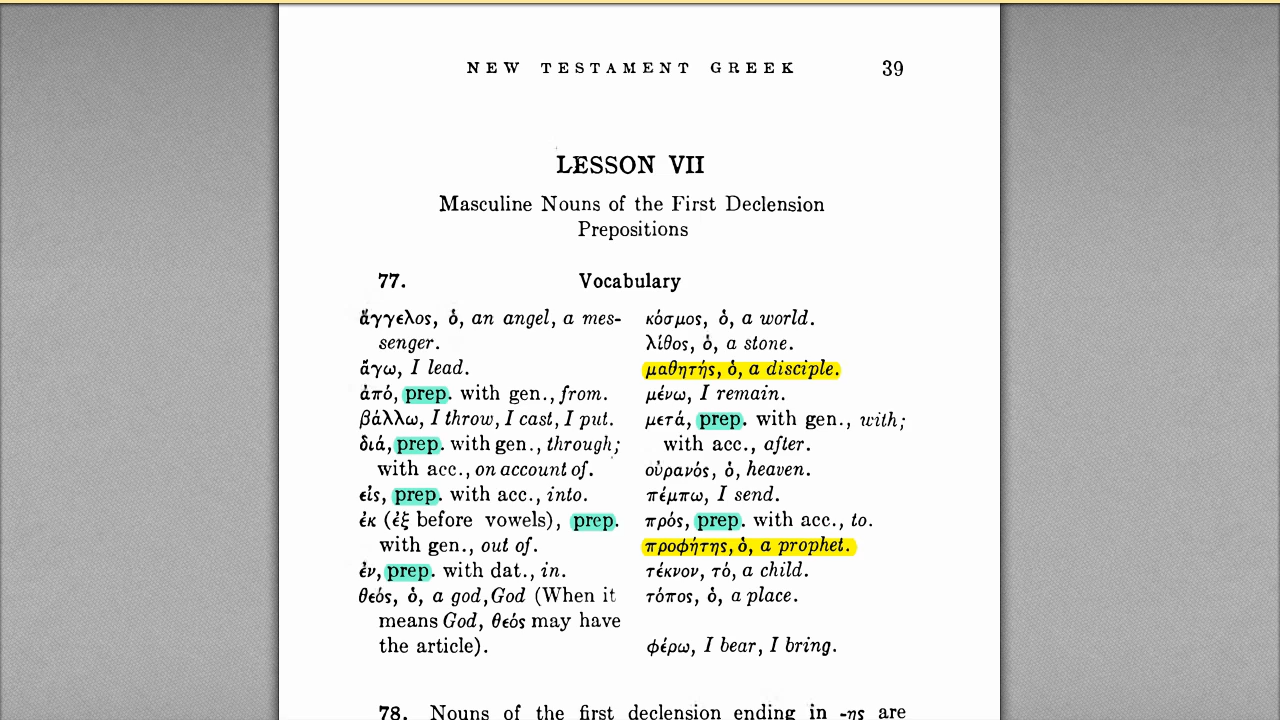 NEW TESTAMENT GREEK 39
LESSON VII
Masculine Nouns of the First Declension
Prepositions
77. Vocabulary
ἄγγελος, ὁ, an angel, a mes-
senger.
ἄγω, I lead.
ἀπό, prep. with gen., from.
βάλλω, I throw, I cast, I put.
διά, prep. with gen., through;
with acc., on account of.
εἰς, prep. with acc., into.
ἐκ (ἐξ before vowels), prep.
with gen., out of.
ἐν, prep. with dat., in.
θεός, ὁ, a god, God (When it
means God, θεός may have
the article).
κόσμος, ὁ, a world.
λίθος, ὁ, a stone.
μαθητής, ὁ, a disciple.
μένω, I remain.
μετά, prep. with gen., with;
with acc., after.
οὐρανός, ὁ, heaven.
πέμπω, I send.
πρός, prep. with acc., to.
προφήτης, ὁ, a prophet.
τέκνον, τό, a child.
τόπος, ὁ, a place.
φέρω, I bear, I bring.
78. Nouns of the first declension ending in -ης are